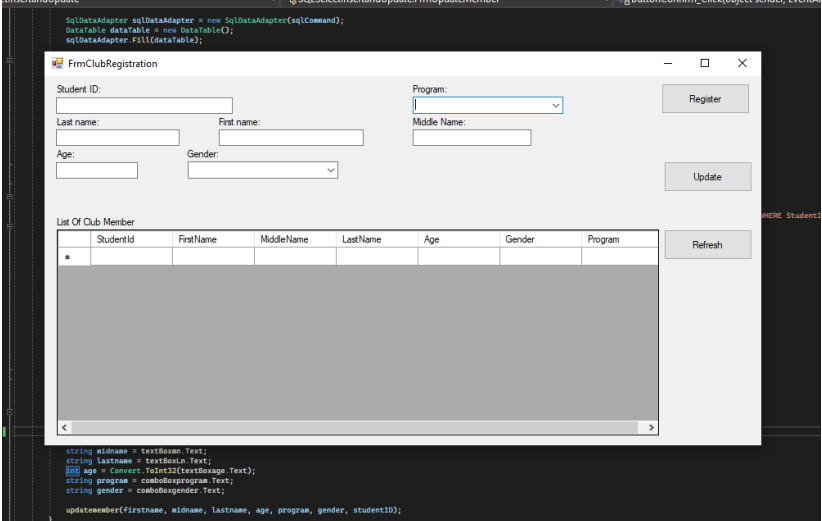 SqlDataAdapter sqlDataAdapter = new SqlDataAdapter(sqlCommand);
DataTable dataTable = new DataTable();
sqlDataAdapter.Fill(dataTable);
FrmClubRegistration
Student ID:
Program:
Register
Last name:
First name:
Middle Name:
Age:
Gender:
Update
WHERE StudentI
List Of Club Member
StudentId FirstName MiddleName LastName Age Gender Program
Refresh
string midname = textBoxmn.Text;
string lastname = textBoxLn.Text;
int age = Convert.ToInt32(textBoxage.Text);
string program = comboBoxprogram.Text;
string gender = comboBoxgender.Text;
updatemember(firstname, midname, lastname, age, program, gender, studentID);